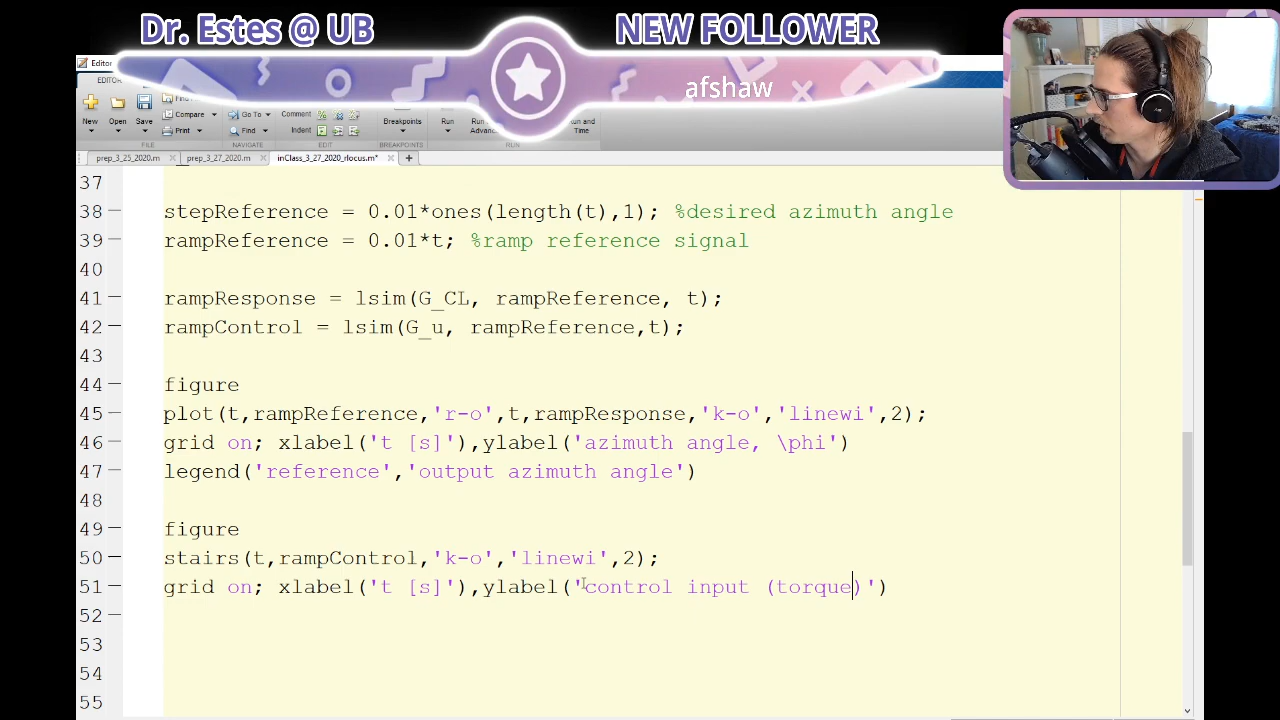 Dr. Estes @ UB NEW FOLLOWER
afshaw
Editor
EDITOR
New Open Save Compare Print Go To Find Comment Indent Breakpoints Run and Time
FILE NAVIGATE EDIT BREAKPOINTS RUN
prep_3_25_2020.m prep_3_27_2020.m inClass_3_27_2020_rlocus.m*
37
38 stepReference = 0.01*ones(length(t),1); %desired azimuth angle
39 rampReference = 0.01*t; %ramp reference signal
40
41 rampResponse = lsim(G_CL, rampReference, t);
42 rampControl = lsim(G_u, rampReference,t);
43
44 figure
45 plot(t,rampReference,'r-o',t,rampResponse,'k-o','linewi',2);
46 grid on; xlabel('t [s]'),ylabel('azimuth angle, \phi')
47 legend('reference','output azimuth angle')
48
49 figure
50 stairs(t,rampControl,'k-o','linewi',2);
51 grid on; xlabel('t [s]'),ylabel('control input (torque)')
52
53
54
55